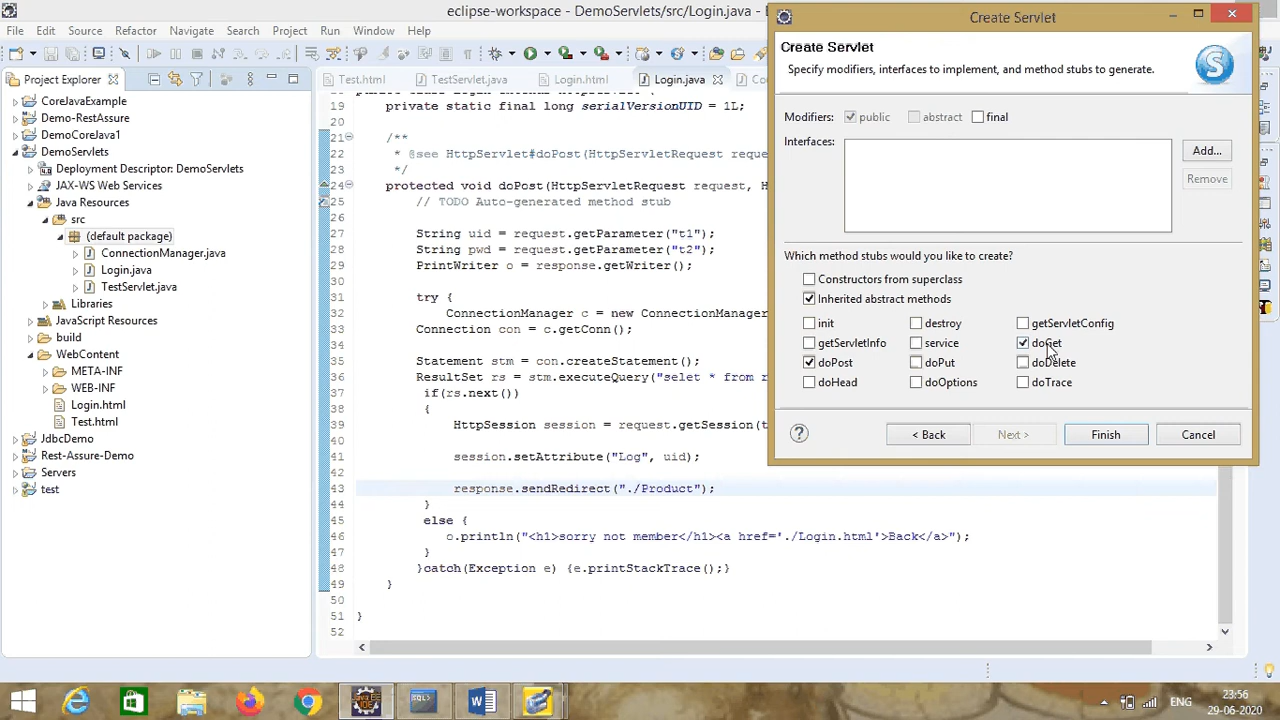 eclipse-workspace - DemoServlets/src/Login.java -
File Edit Source Refactor Navigate Search Project Run Window Help
Project Explorer
CoreJavaExample
Demo-RestAssure
DemoCoreJava1
DemoServlets
Deployment Descriptor: DemoServlets
JAX-WS Web Services
Java Resources
src
(default package)
ConnectionManager.java
Login.java
TestServlet.java
Libraries
JavaScript Resources
build
WebContent
META-INF
WEB-INF
Login.html
Test.html
JdbcDemo
Rest-Assure-Demo
Servers
test
Test.html TestServlet.java Login.html Login.java
19 private static final long serialVersionUID = 1L;
20
21 /**
22 * @see HttpServlet#doPost(HttpServletRequest reque
23 */
24 protected void doPost(HttpServletRequest request, H
25 // TODO Auto-generated method stub
26
27 String uid = request.getParameter("t1");
28 String pwd = request.getParameter("t2");
29 PrintWriter o = response.getWriter();
30
31 try {
32 ConnectionManager c = new ConnectionManager
33 Connection con = c.getConn();
34
35 Statement stm = con.createStatement();
36 ResultSet rs = stm.executeQuery("selet * from r
37 if(rs.next())
38 {
39 HttpSession session = request.getSession(t
40
41 session.setAttribute("Log", uid);
42
43 response.sendRedirect("./Product");
44 }
45 else {
46 o.println("<h1>sorry not member</h1><a href='./Login.html'>Back</a>");
47 }
48 }catch(Exception e) {e.printStackTrace();}
49 }
50
51 }
52
Create Servlet
Create Servlet
Specify modifiers, interfaces to implement, and method stubs to generate.
Modifiers: public abstract final
Interfaces:
Add...
Remove
Which method stubs would you like to create?
Constructors from superclass
Inherited abstract methods
init destroy getServletConfig
getServletInfo service doGet
doPost doPut doDelete
doHead doOptions doTrace
< Back Next > Finish Cancel
ENG
23:56
29-06-2020